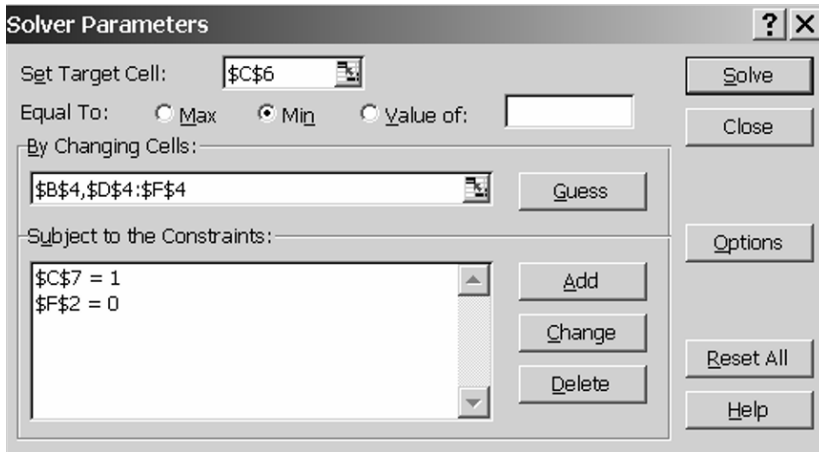 Solver Parameters
Set Target Cell: $C$6 Solve
Equal To: Max Min Value of: Close
By Changing Cells:
$B$4,$D$4:$F$4 Guess
Subject to the Constraints: Options
$C$7 = 1 Add
$F$2 = 0
Change
Reset All
Delete
Help